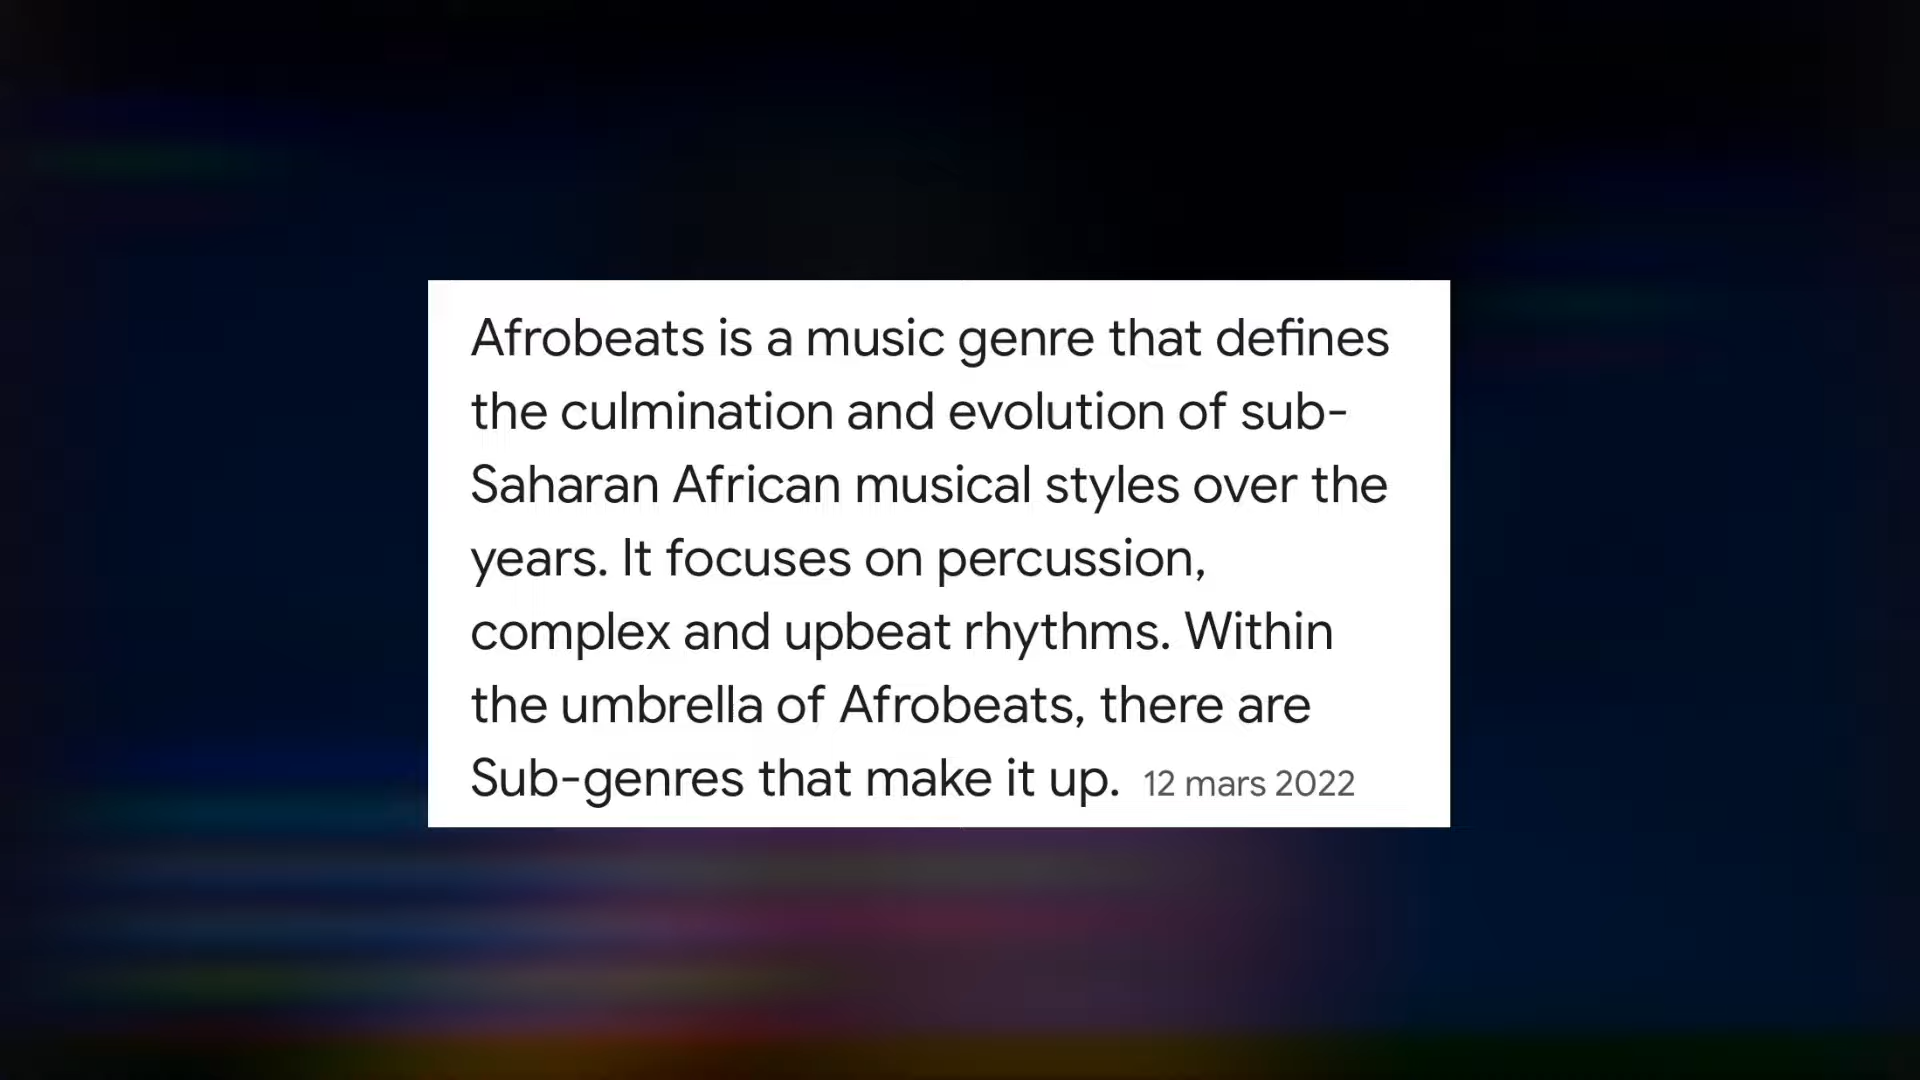 Afrobeats is a music genre that defines
the culmination and evolution of sub-
Saharan African musical styles over the
years. It focuses on percussion,
complex and upbeat rhythms. Within
the umbrella of Afrobeats, there are
Sub-genres that make it up. 12 mars 2022